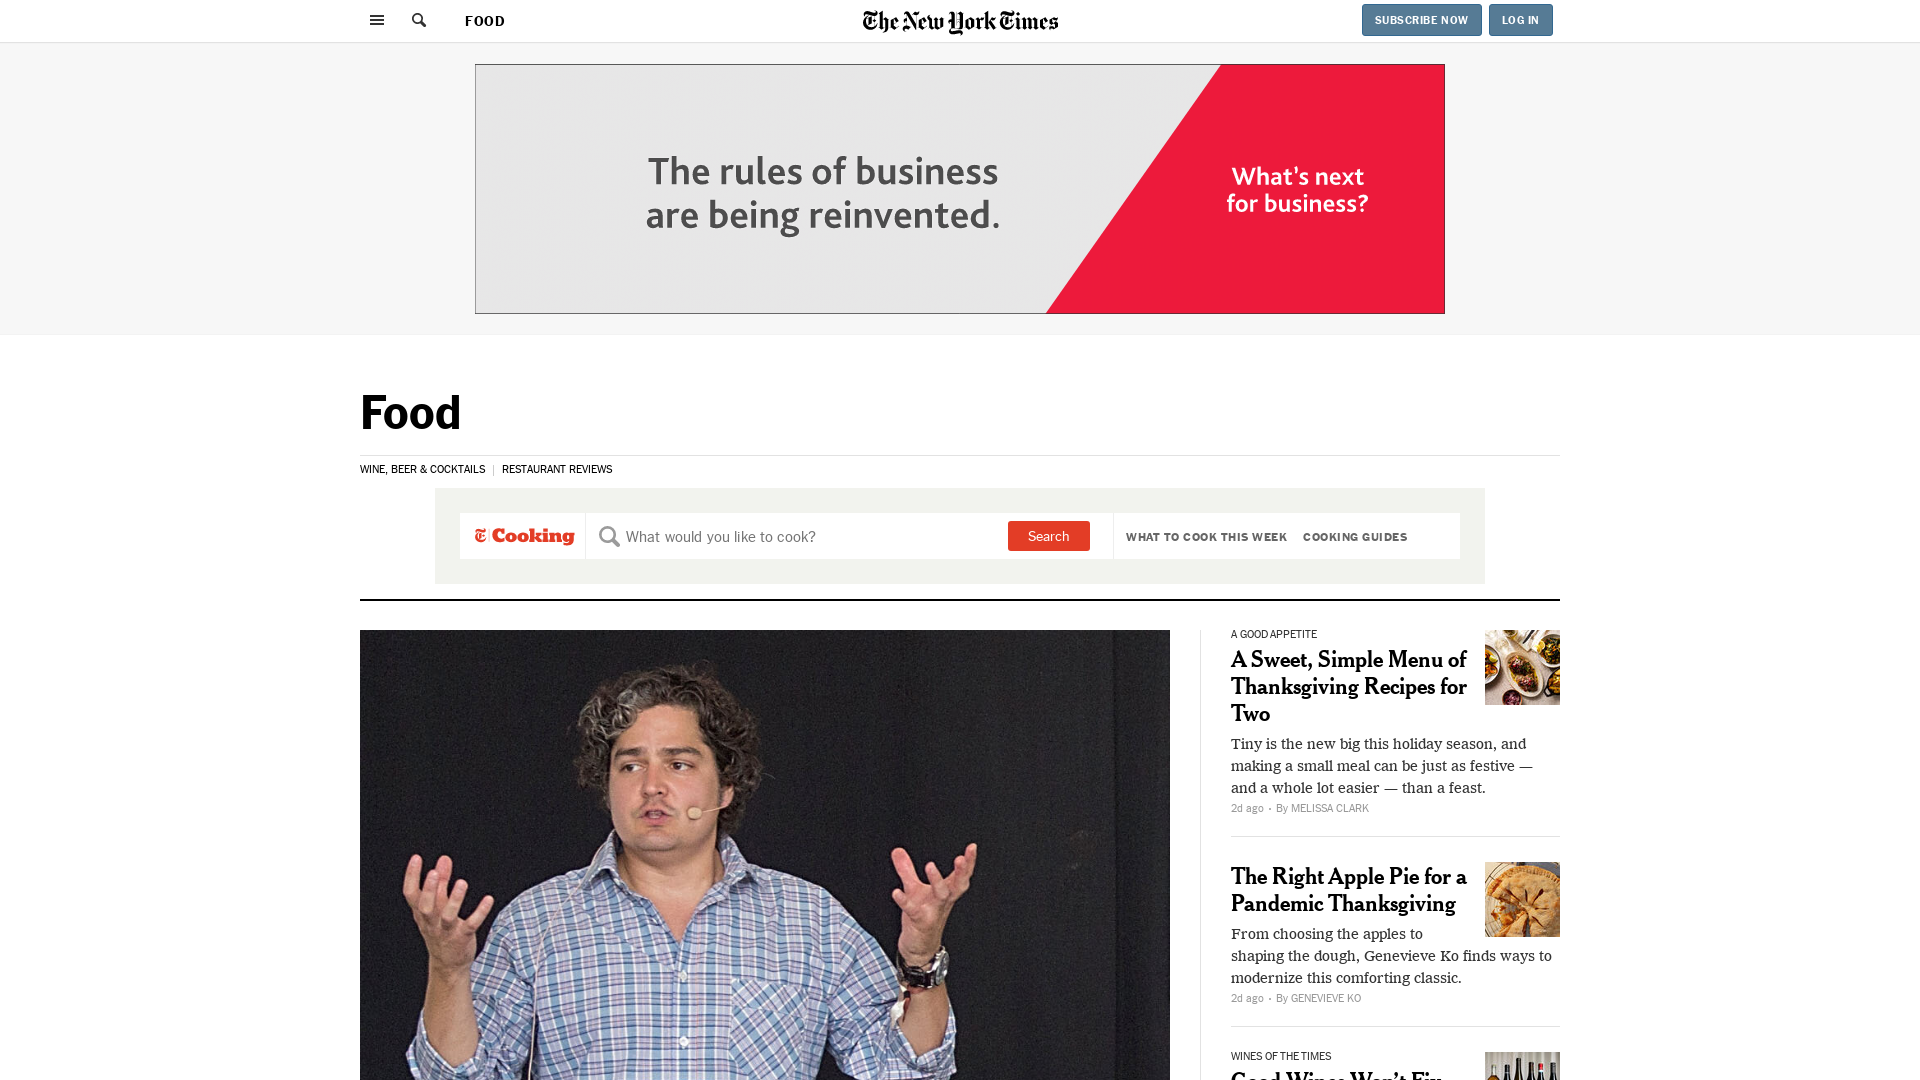 FOOD
The New York Times
SUBSCRIBE NOW
LOG IN
The rules of business
are being reinvented.
What's next
for business?
Food
WINE, BEER & COCKTAILS
RESTAURANT REVIEWS
T Cooking
What would you like to cook?
Search
WHAT TO COOK THIS WEEK
COOKING GUIDES
A GOOD APPETITE
A Sweet, Simple Menu of
Thanksgiving Recipes for
Two
Tiny is the new big this holiday season, and
making a small meal can be just as festive —
and a whole lot easier — than a feast.
2d ago • By MELISSA CLARK
The Right Apple Pie for a
Pandemic Thanksgiving
From choosing the apples to
shaping the dough, Genevieve Ko finds ways to
modernize this comforting classic.
2d ago • By GENEVIEVE KO
WINES OF THE TIMES
Good Wines Won't Fix